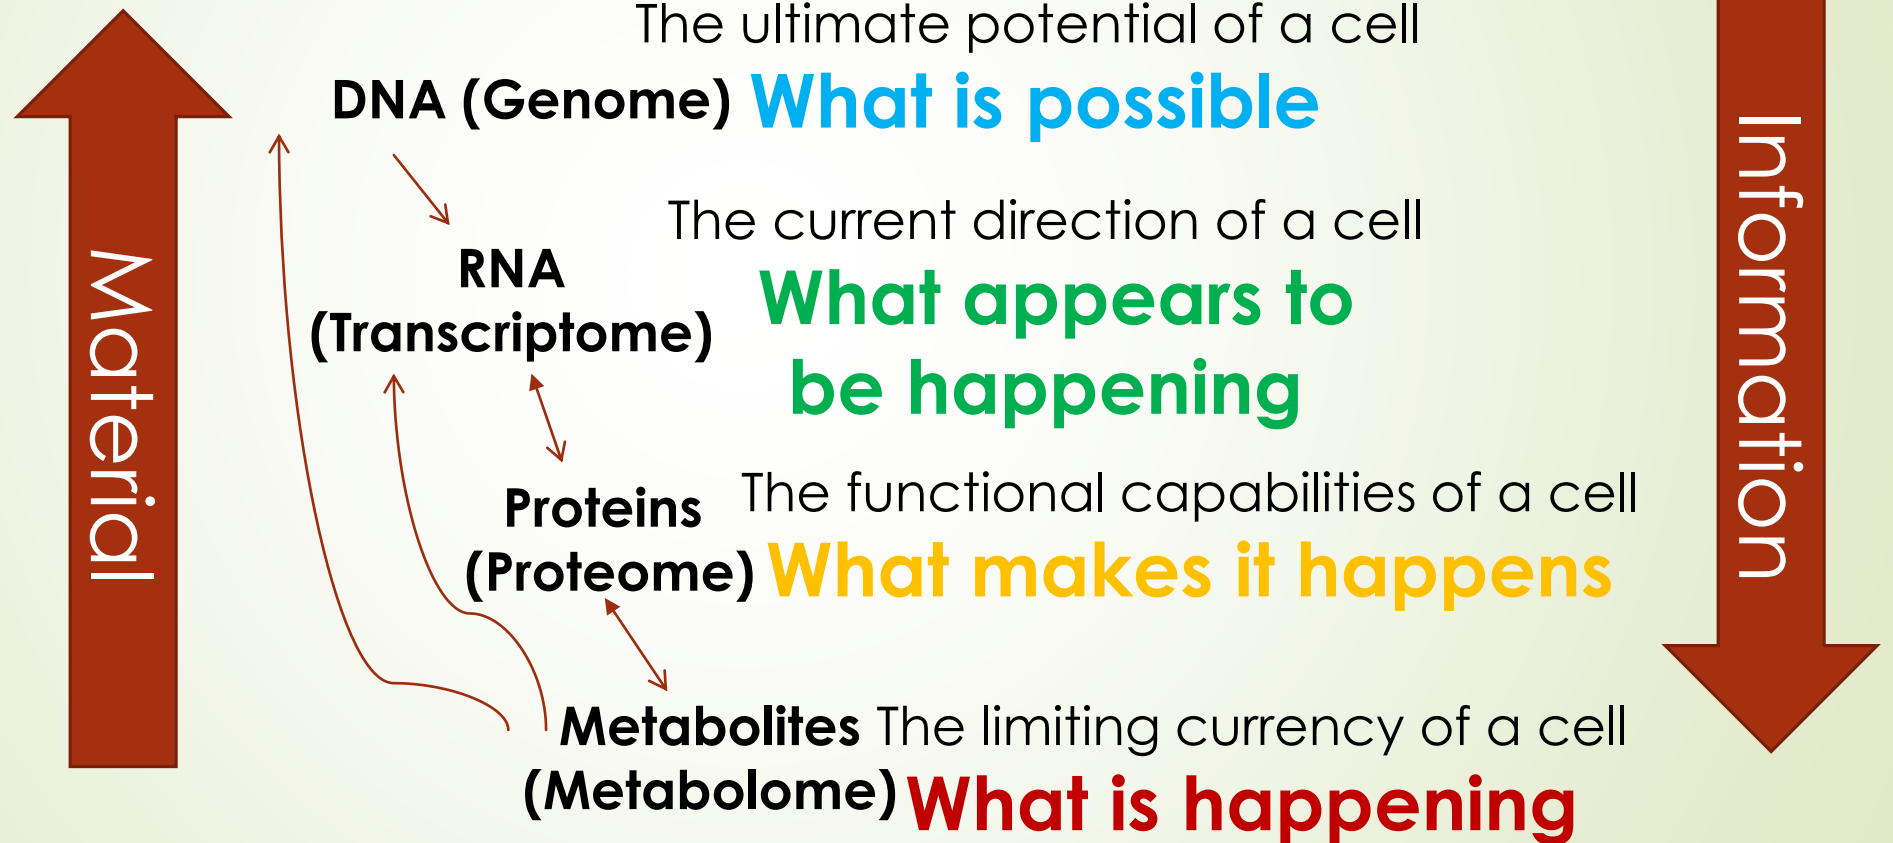 The ultimate potential of a cell
DNA (Genome) What is possible
The current direction of a cell
RNA
(Transcriptome)
What appears to
be happening
The functional capabilities of a cell
Proteins
(Proteome) What makes it happens
Metabolites The limiting currency of a cell
(Metabolome) What is happening
Material
Information